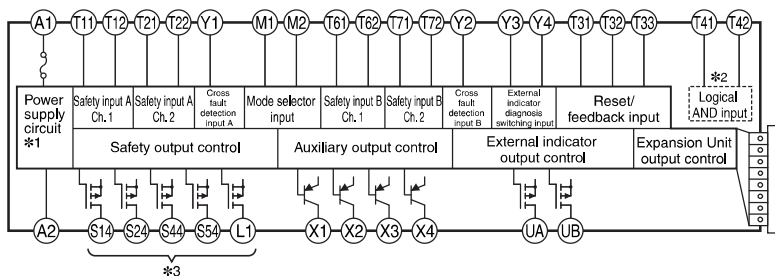 A1 T11 T12 T21 T22 Y1 M1 M2 T61 T62 T71 T72 Y2 Y3 Y4 T31 T32 T33 T41 T42
*2
Power supply circuit *1
Safety input A Ch. 1
Safety input A Ch. 2
Cross fault detection input A
Mode selector input
Safety input B Ch. 1
Safety input B Ch. 2
Cross fault detection input B
External indicator diagnosis switching input
Reset/ feedback input
Logical AND input
Safety output control
Auxiliary output control
External indicator output control
Expansion Unit output control
A2 S14 S24 S44 S54 L1 X1 X2 X3 X4 UA UB
*3